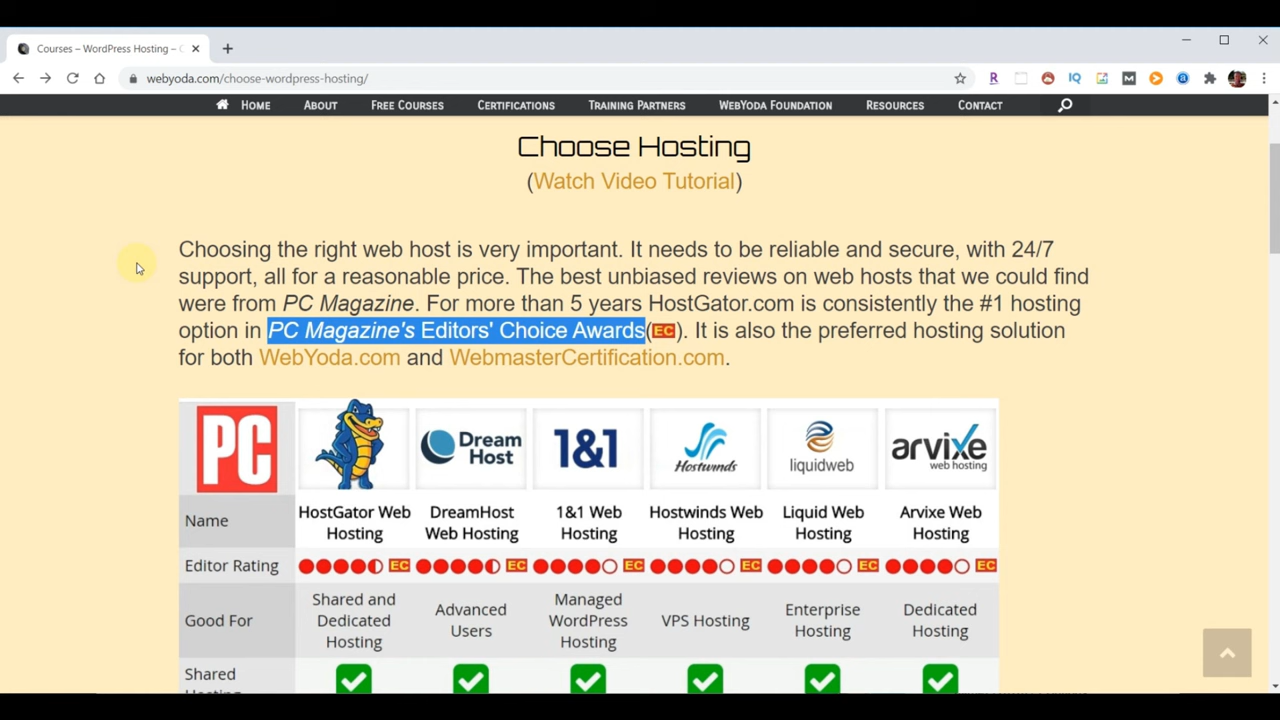 Courses – WordPress Hosting – C
webyoda.com/choose-wordpress-hosting/
R IQ M a
HOME ABOUT FREE COURSES CERTIFICATIONS TRAINING PARTNERS WEBYODA FOUNDATION RESOURCES CONTACT
Choose Hosting
(Watch Video Tutorial)
Choosing the right web host is very important. It needs to be reliable and secure, with 24/7
support, all for a reasonable price. The best unbiased reviews on web hosts that we could find
were from PC Magazine. For more than 5 years HostGator.com is consistently the #1 hosting
option in PC Magazine's Editors' Choice Awards(EC). It is also the preferred hosting solution
for both WebYoda.com and WebmasterCertification.com.
PC Dream Host 1&1 Hostwinds liquidweb arvixe web hosting
Name HostGator Web Hosting DreamHost Web Hosting 1&1 Web Hosting Hostwinds Web Hosting Liquid Web Hosting Arvixe Web Hosting
Editor Rating EC EC EC EC EC EC
Good For Shared and Dedicated Hosting Advanced Users Managed WordPress Hosting VPS Hosting Enterprise Hosting Dedicated Hosting
Shared